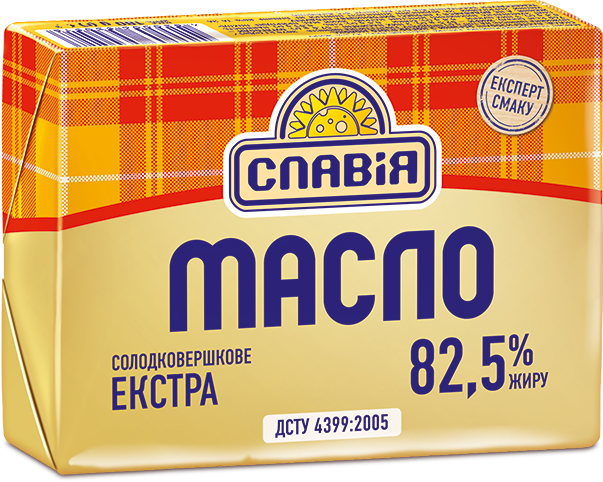 ЕКСПЕРТ
СМАКУ
СЛАВІЯ
МАСЛО
СОЛОДКОВЕРШКОВЕ
ЕКСТРА
82,5%
ЖИРУ
ДСТУ 4399:2005